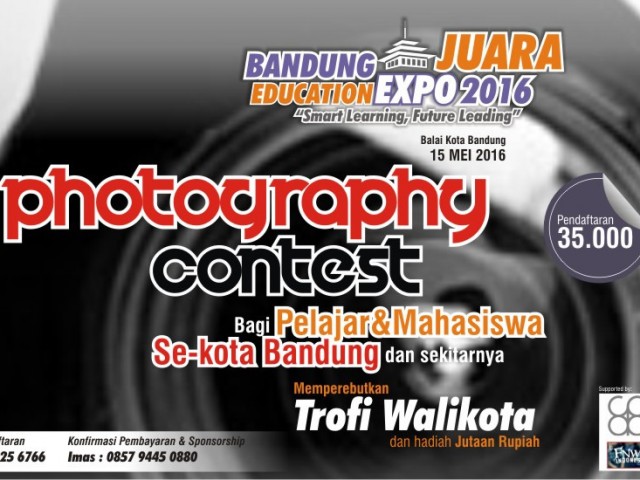 BANDUNG JUARA
EDUCATION EXPO 2016
"Smart Learning, Future Leading"
Balai Kota Bandung
15 MEI 2016
photography
contest
Pendaftaran
35.000
Bagi Pelajar&Mahasiswa
Se-kota Bandung dan sekitarnya
Memperebutkan
Trofi Walikota
dan hadiah Jutaan Rupiah
Supported by:
ftaran
25 6766
Konfirmasi Pembayaran & Sponsorship
Imas : 0857 9445 0880